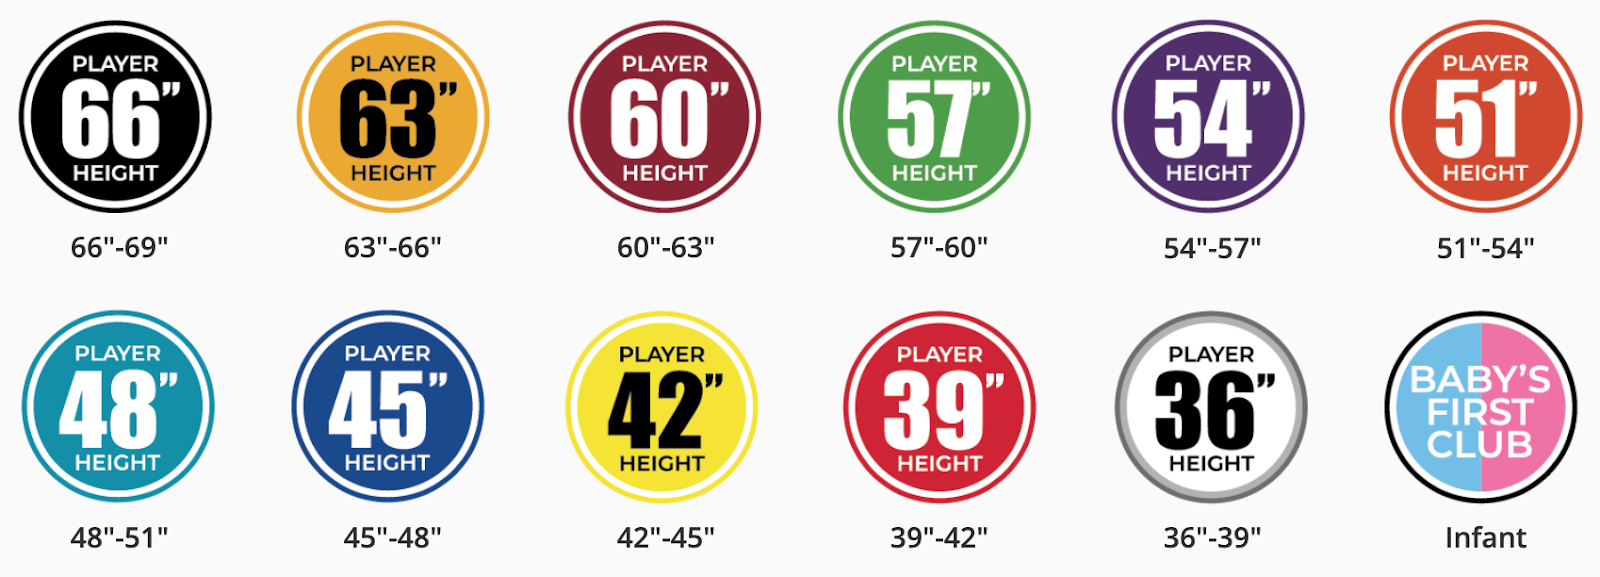 PLAYER
66”
HEIGHT
66"-69"
PLAYER
63”
HEIGHT
63"-66"
PLAYER
60”
HEIGHT
60"-63"
PLAYER
57”
HEIGHT
57"-60"
PLAYER
54”
HEIGHT
54"-57"
PLAYER
51”
HEIGHT
51"-54"
PLAYER
48”
HEIGHT
48"-51"
PLAYER
45”
HEIGHT
45"-48"
PLAYER
42”
HEIGHT
42"-45"
PLAYER
39”
HEIGHT
39"-42"
PLAYER
36”
HEIGHT
36"-39"
BABY’S
FIRST
CLUB
Infant